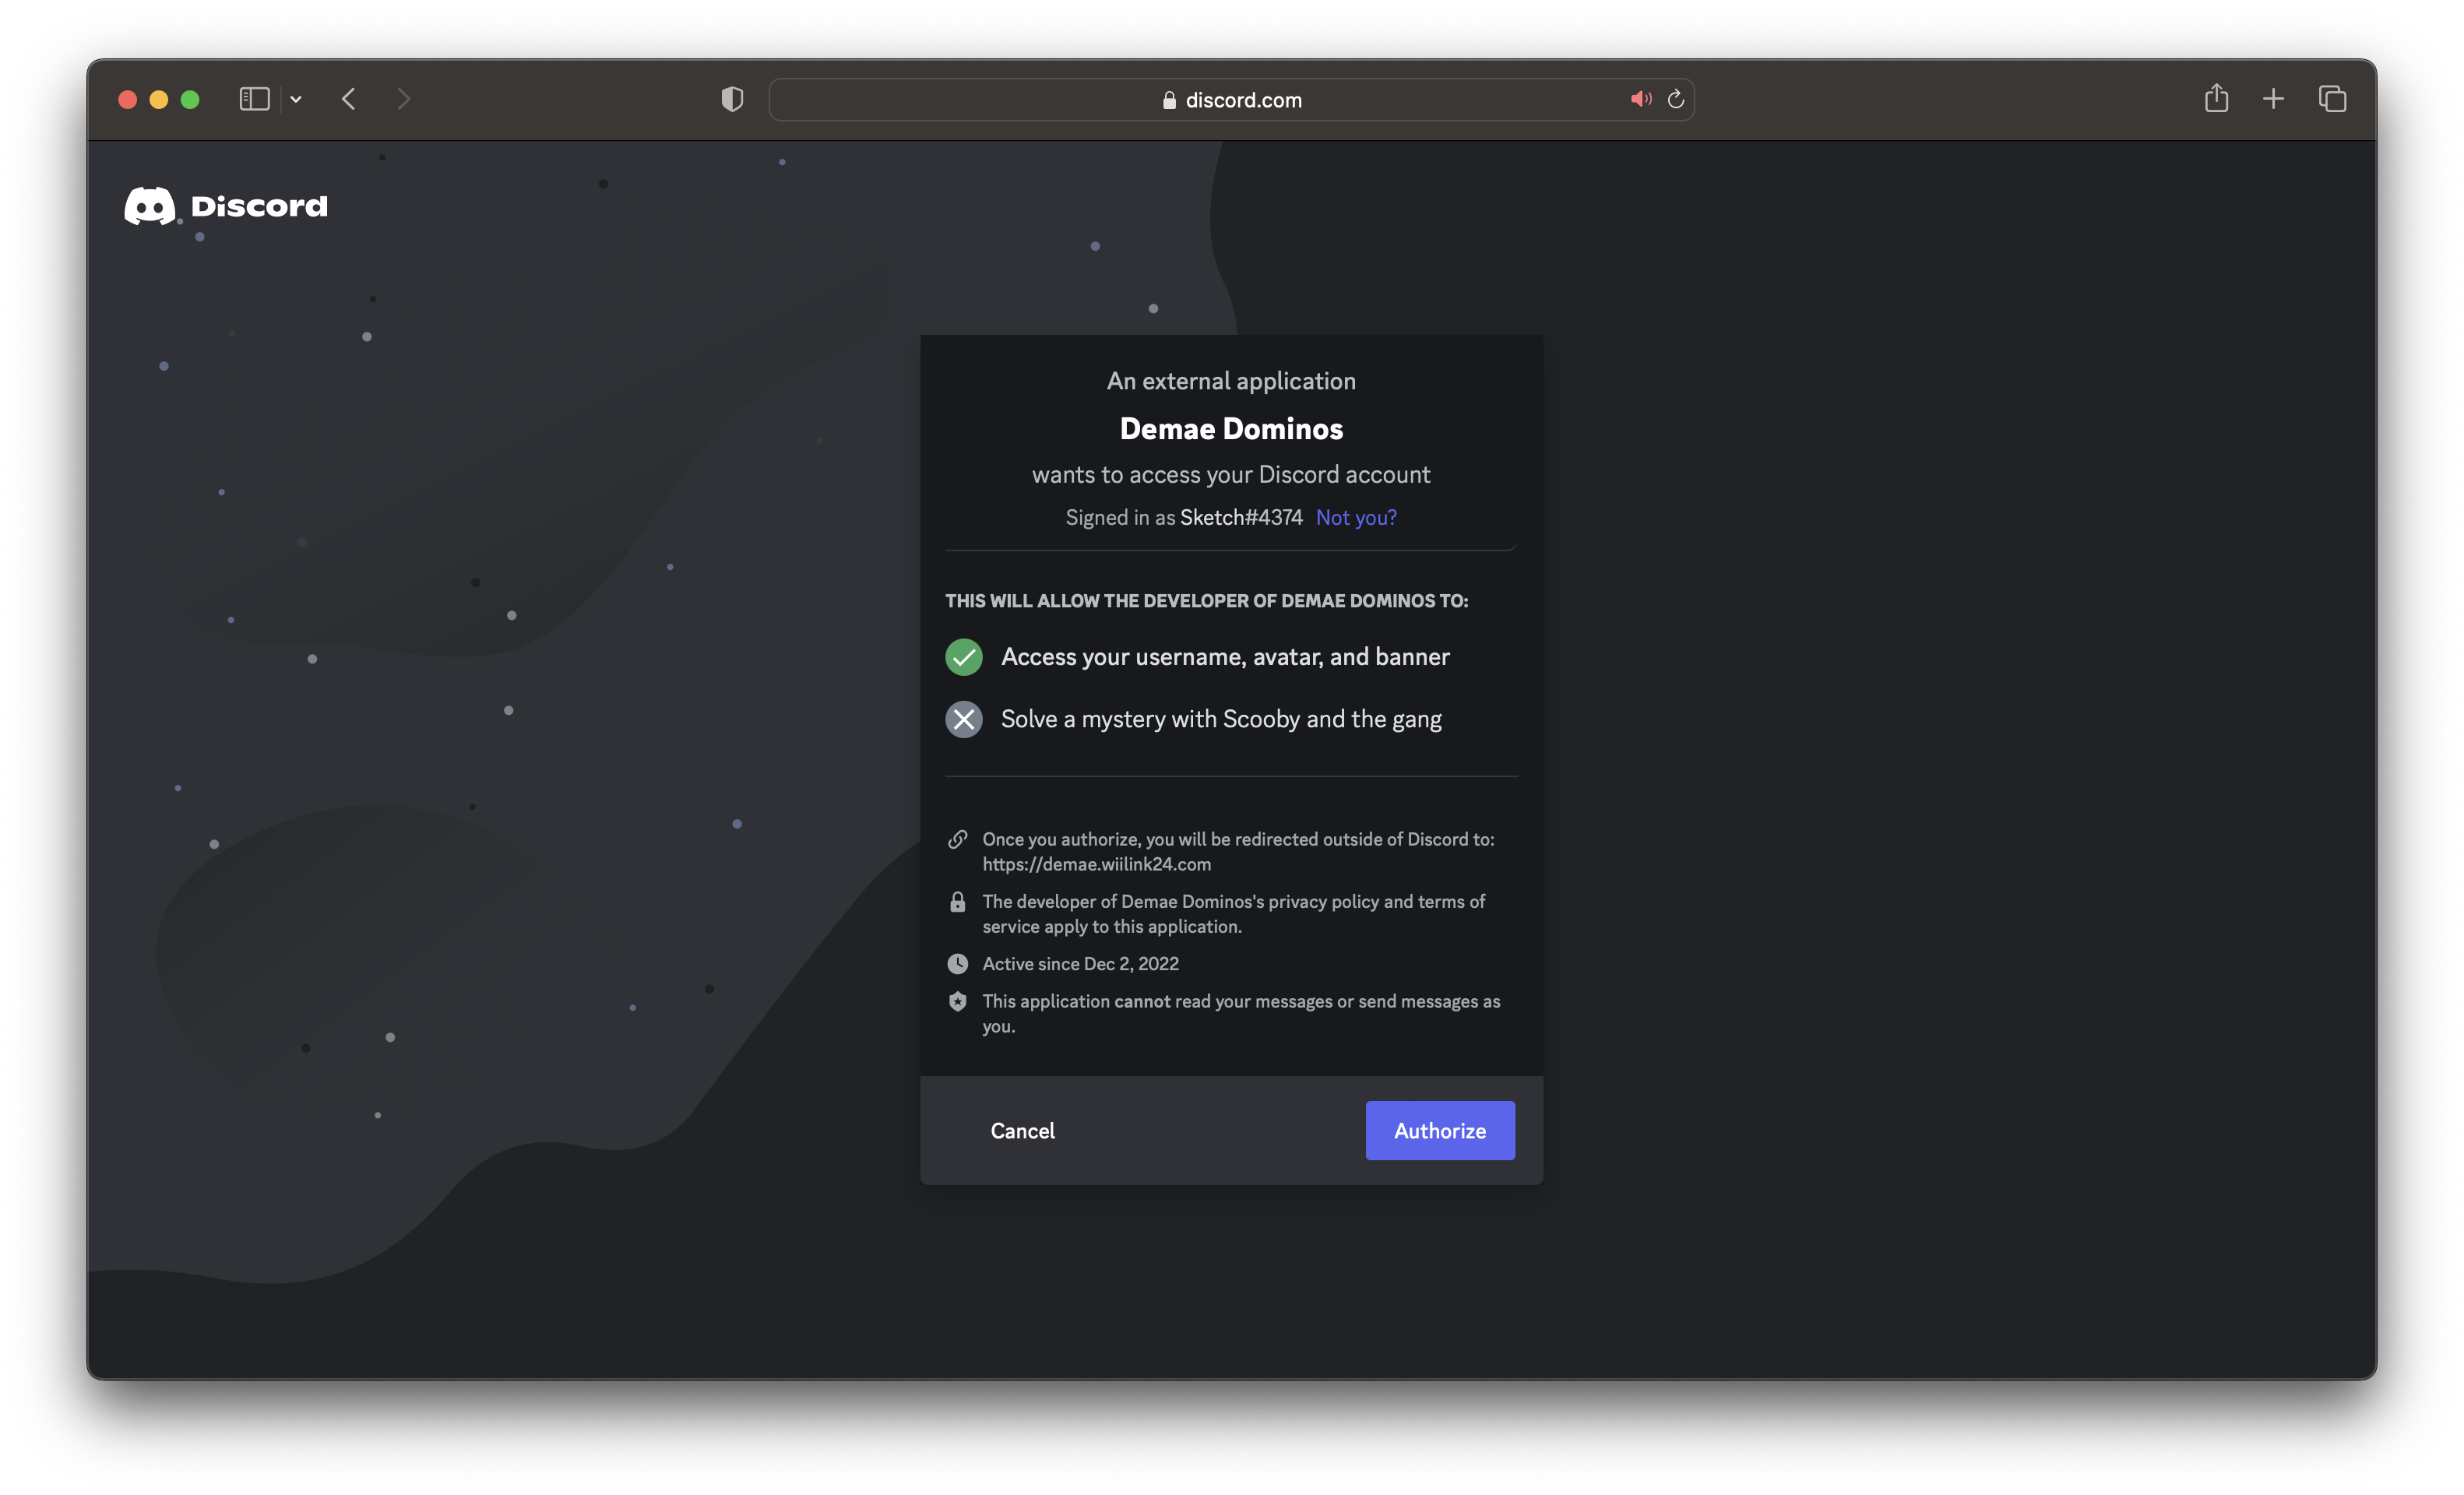 discord.com
Discord
An external application
Demae Dominos
wants to access your Discord account
Signed in as Sketch#4374 Not you?
THIS WILL ALLOW THE DEVELOPER OF DEMAE DOMINOS TO:
Access your username, avatar, and banner
Solve a mystery with Scooby and the gang
Once you authorize, you will be redirected outside of Discord to:
https://demae.wiilink24.com
The developer of Demae Dominos's privacy policy and terms of
service apply to this application.
Active since Dec 2, 2022
This application cannot read your messages or send messages as
you.
Cancel
Authorize